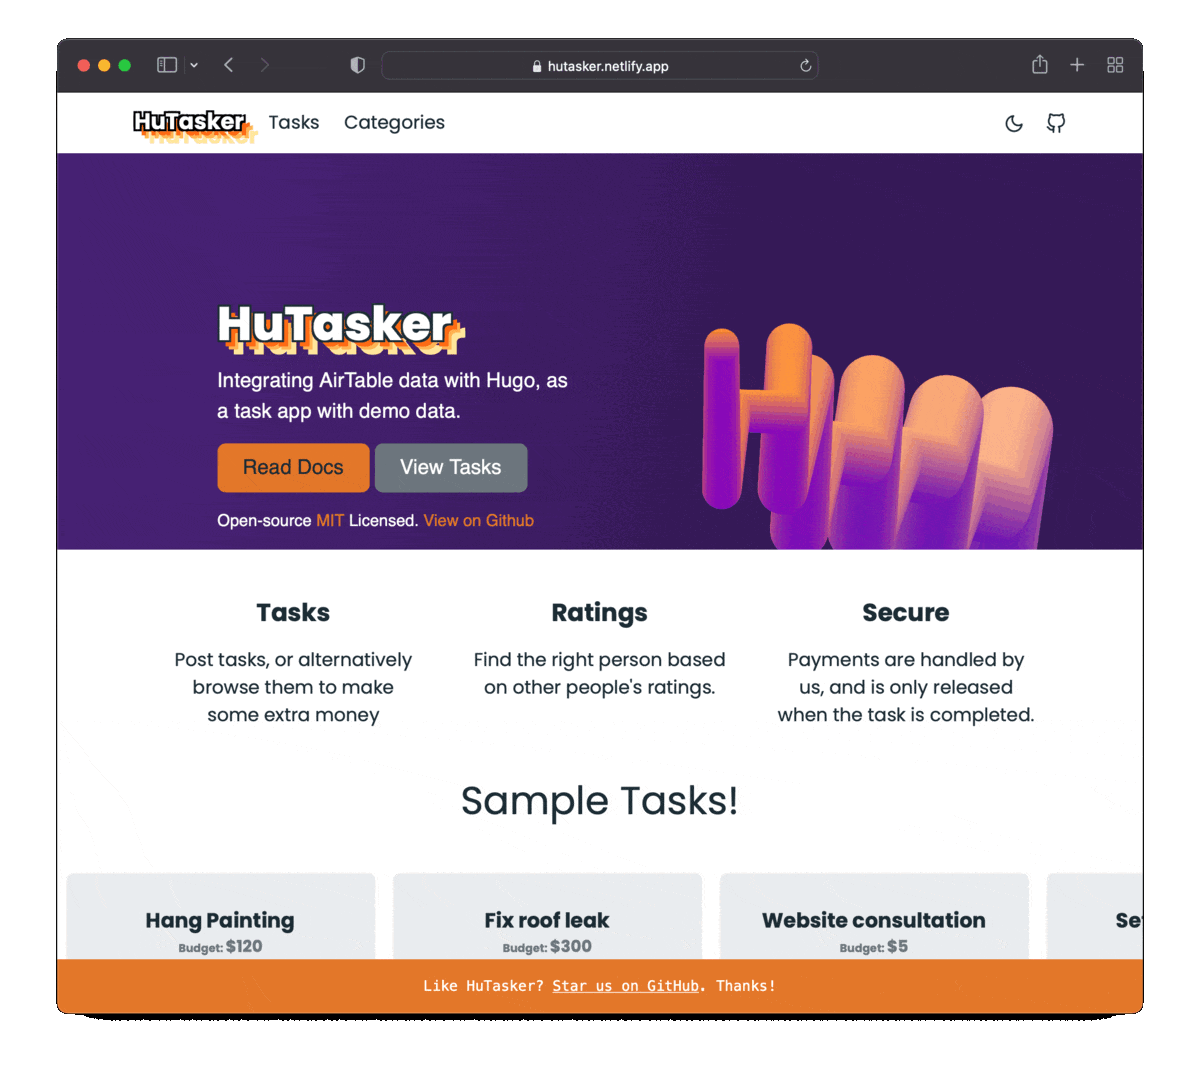 hutasker.netlify.app
HuTasker Tasks Categories
HuTasker
Integrating AirTable data with Hugo, as
a task app with demo data.
Read Docs View Tasks
Open-source MIT Licensed. View on Github
Tasks
Post tasks, or alternatively
browse them to make
some extra money
Ratings
Find the right person based
on other people's ratings.
Secure
Payments are handled by
us, and is only released
when the task is completed.
Sample Tasks!
Hang Painting
Budget: $120
Fix roof leak
Budget: $300
Website consultation
Budget: $5
Like HuTasker? Star us on GitHub. Thanks!